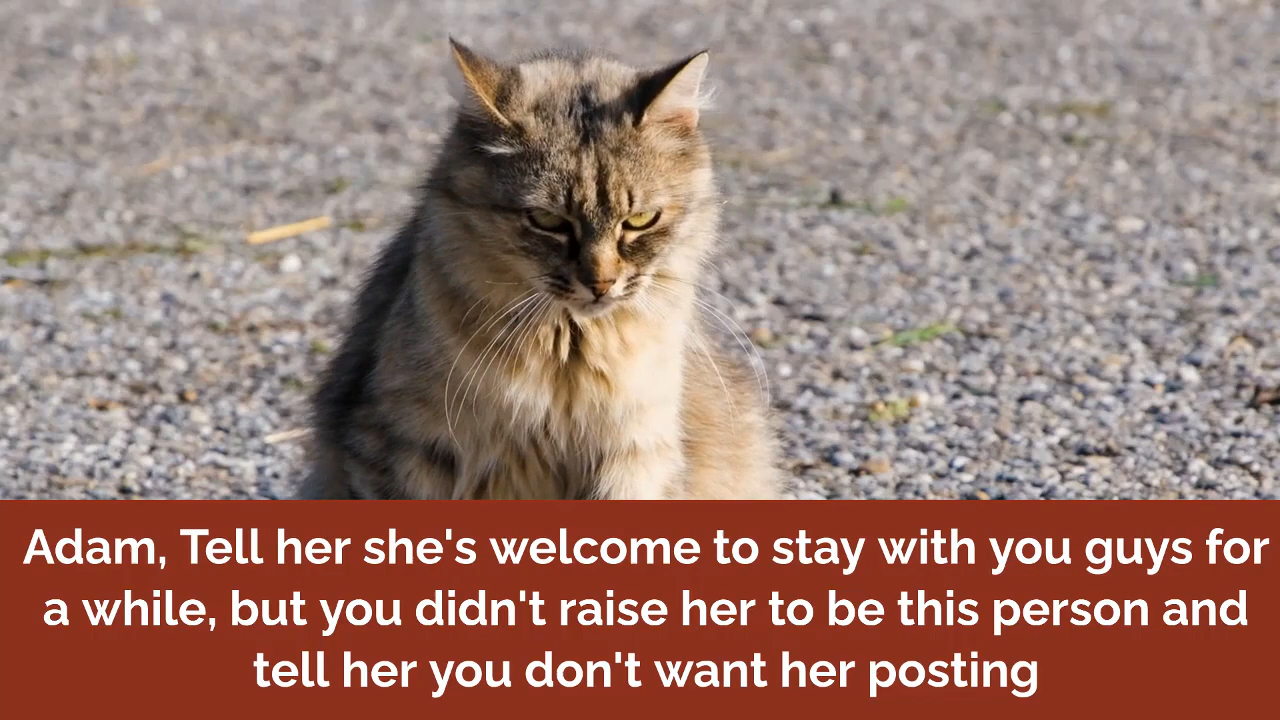 Adam, Tell her she's welcome to stay with you guys for
a while, but you didn't raise her to be this person and
tell her you don't want her posting